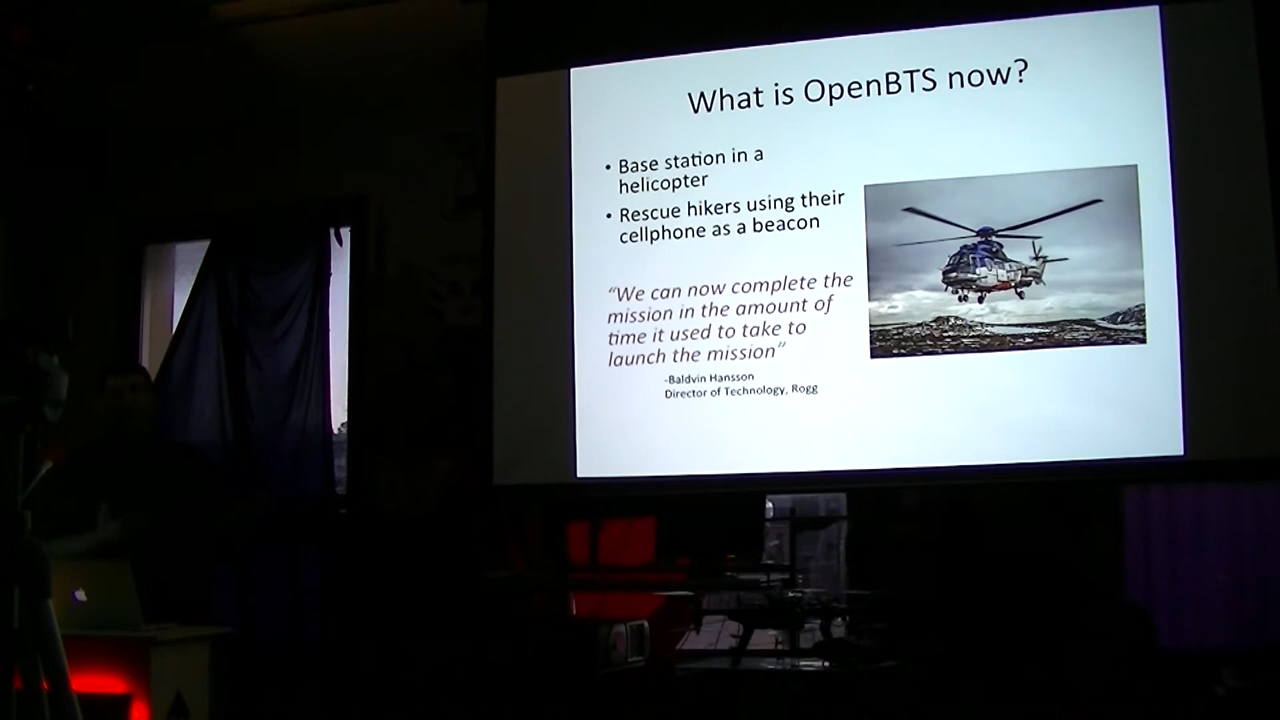 What is OpenBTS now?
• Base station in a
helicopter
• Rescue hikers using their
cellphone as a beacon
“We can now complete the
mission in the amount of
time it used to take to
launch the mission”
-Baldvin Hansson
Director of Technology, Rogg